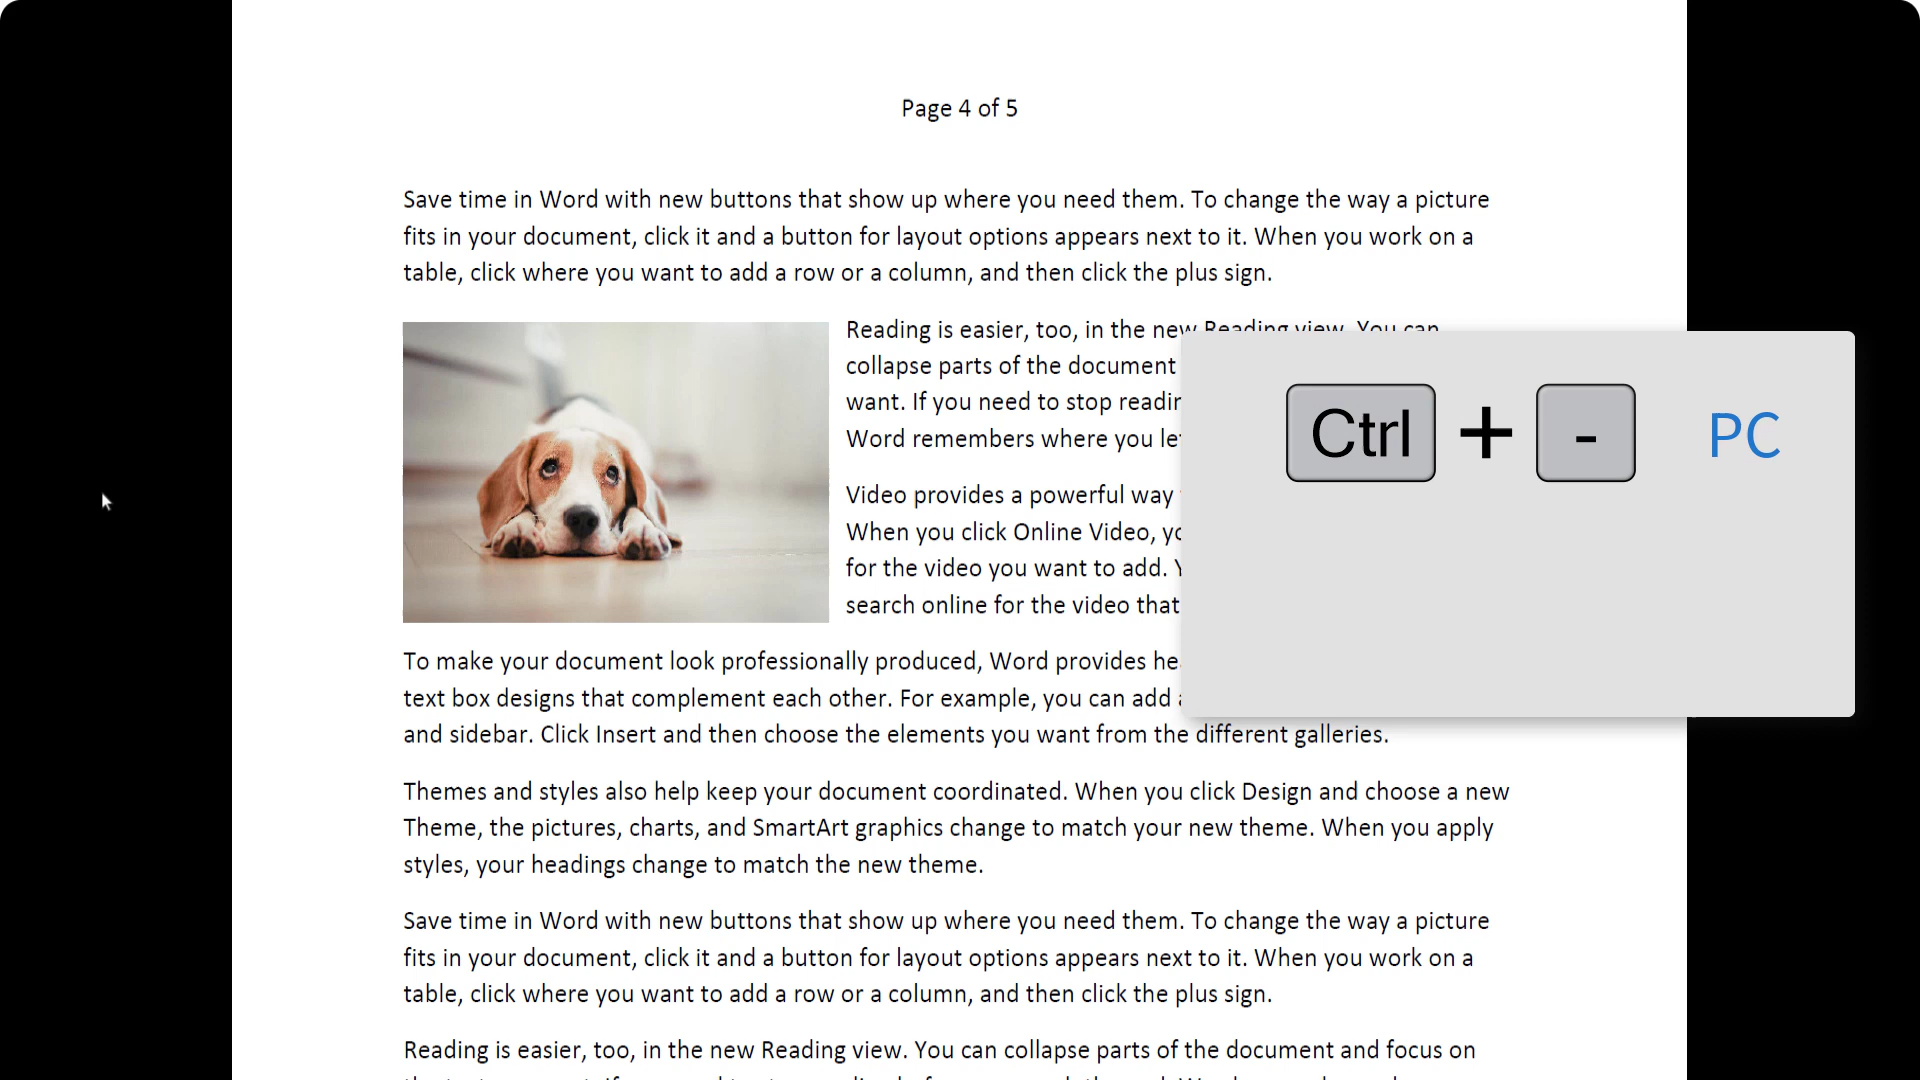 Page 4 of 5
Save time in Word with new buttons that show up where you need them. To change the way a picture
fits in your document, click it and a button for layout options appears next to it. When you work on a
table, click where you want to add a row or a column, and then click the plus sign.
Reading is easier, too, in the new Reading view. You can
collapse parts of the document
want. If you need to stop
Word remembers where you
Video provides a powerful way
When you click Online Video,
for the video you want to add.
search online for the video that
Ctrl + - PC
To make your document look professionally produced, Word provides
text box designs that complement each other. For example, you can add
and sidebar. Click Insert and then choose the elements you want from the different galleries.
Themes and styles also help keep your document coordinated. When you click Design and choose a new
Theme, the pictures, charts, and SmartArt graphics change to match your new theme. When you apply
styles, your headings change to match the new theme.
Save time in Word with new buttons that show up where you need them. To change the way a picture
fits in your document, click it and a button for layout options appears next to it. When you work on a
table, click where you want to add a row or a column, and then click the plus sign.
Reading is easier, too, in the new Reading view. You can collapse parts of the document and focus on